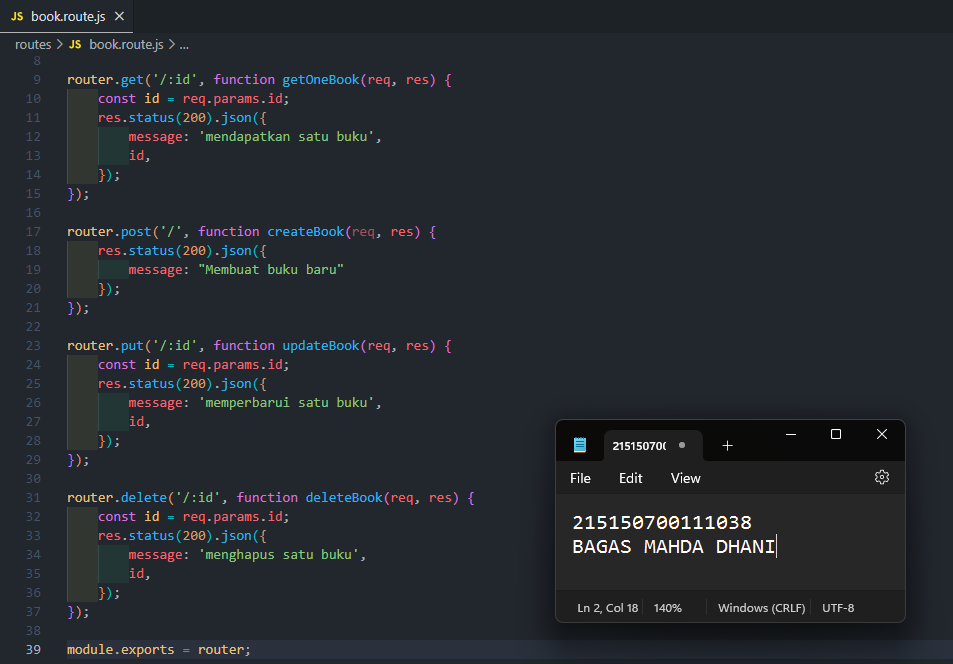 JS book.route.js ×
routes > JS book.route.js > ...
8
9 router.get('/:id', function getOneBook(req, res) {
10 const id = req.params.id;
11 res.status(200).json({
12 message: 'mendapatkan satu buku',
13 id,
14 });
15 });
16
17 router.post('/', function createBook(req, res) {
18 res.status(200).json({
19 message: "Membuat buku baru"
20 });
21 });
22
23 router.put('/:id', function updateBook(req, res) {
24 const id = req.params.id;
25 res.status(200).json({
26 message: 'memperbarui satu buku',
27 id,
28 });
29 });
30
31 router.delete('/:id', function deleteBook(req, res) {
32 const id = req.params.id;
33 res.status(200).json({
34 message: 'menghapus satu buku',
35 id,
36 });
37 });
38
39 module.exports = router;
215150700
File Edit View
215150700111038
BAGAS MAHDA DHANI
Ln 2, Col 18 140% Windows (CRLF) UTF-8